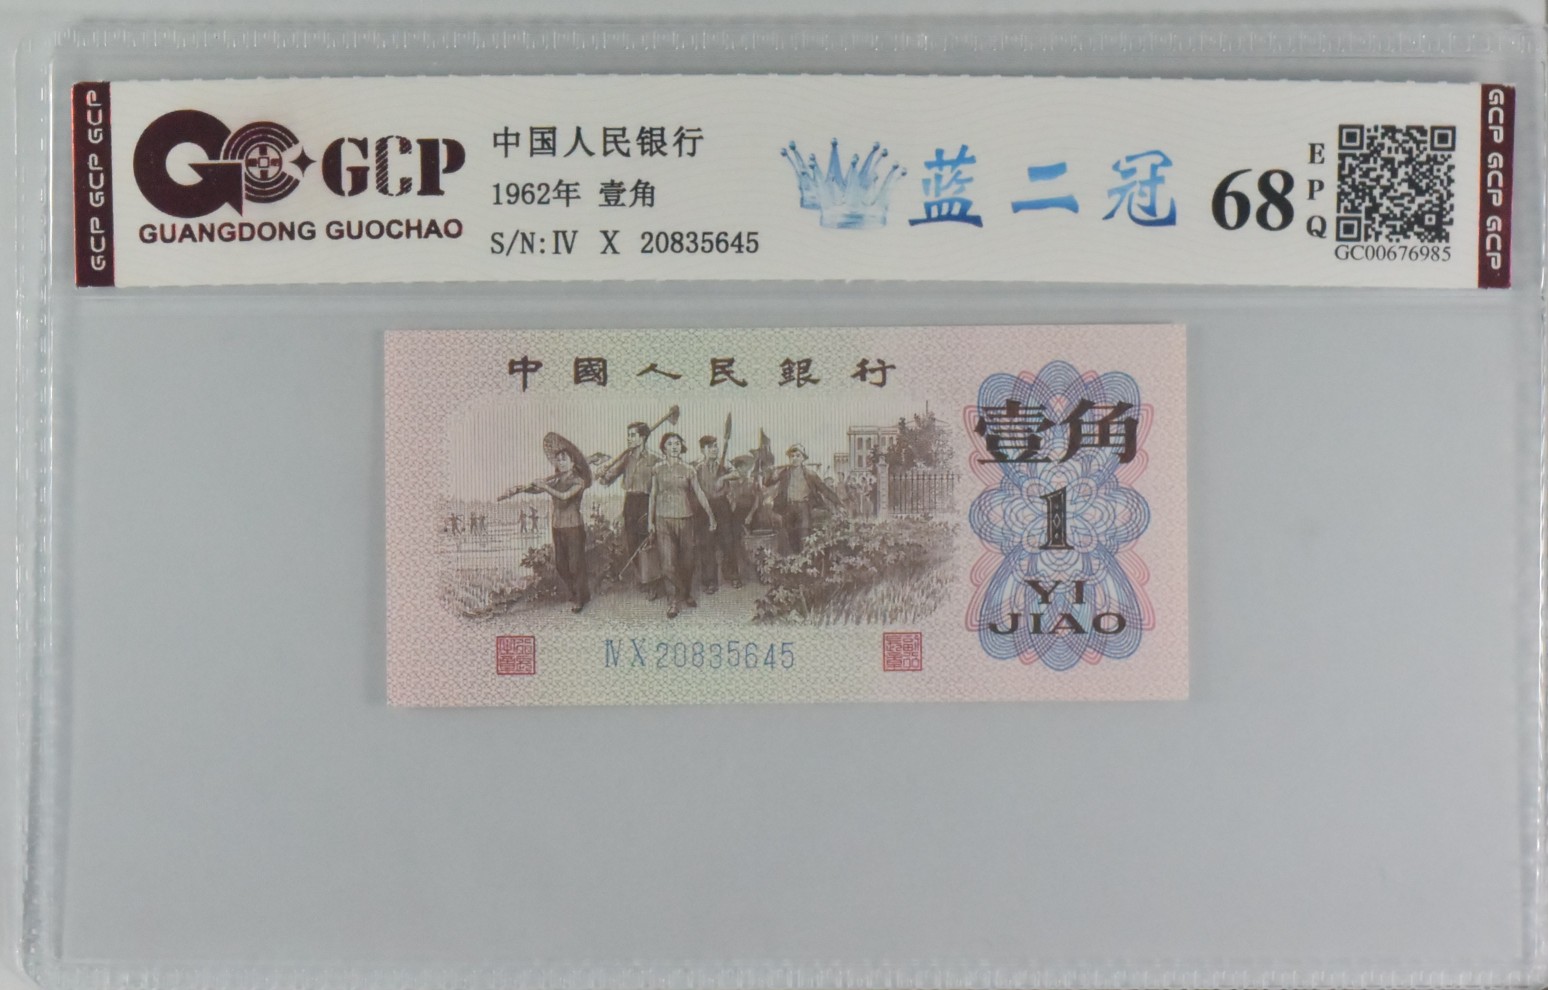 GCP GCP GCP
GCP
GUANGDONG GUOCHAO
中国人民银行
1962年 壹角
S/N:Ⅳ X 20835645
蓝二冠
68
EPQ
GC00676985
GCP GCP GCP
中國人民銀行
壹角
1
YI
JIAO
ⅣX20835645